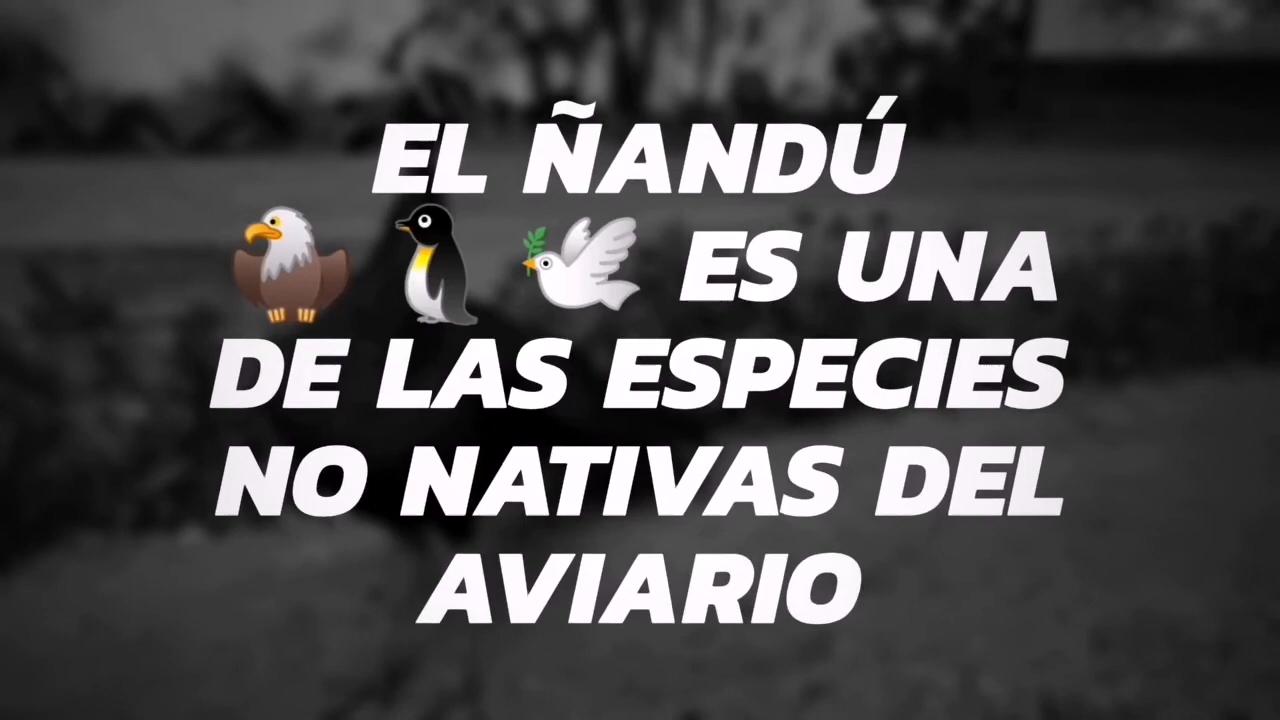 EL ÑANDÚ
🦅 🐧 🕊️ ES UNA
DE LAS ESPECIES
NO NATIVAS DEL
AVIARIO